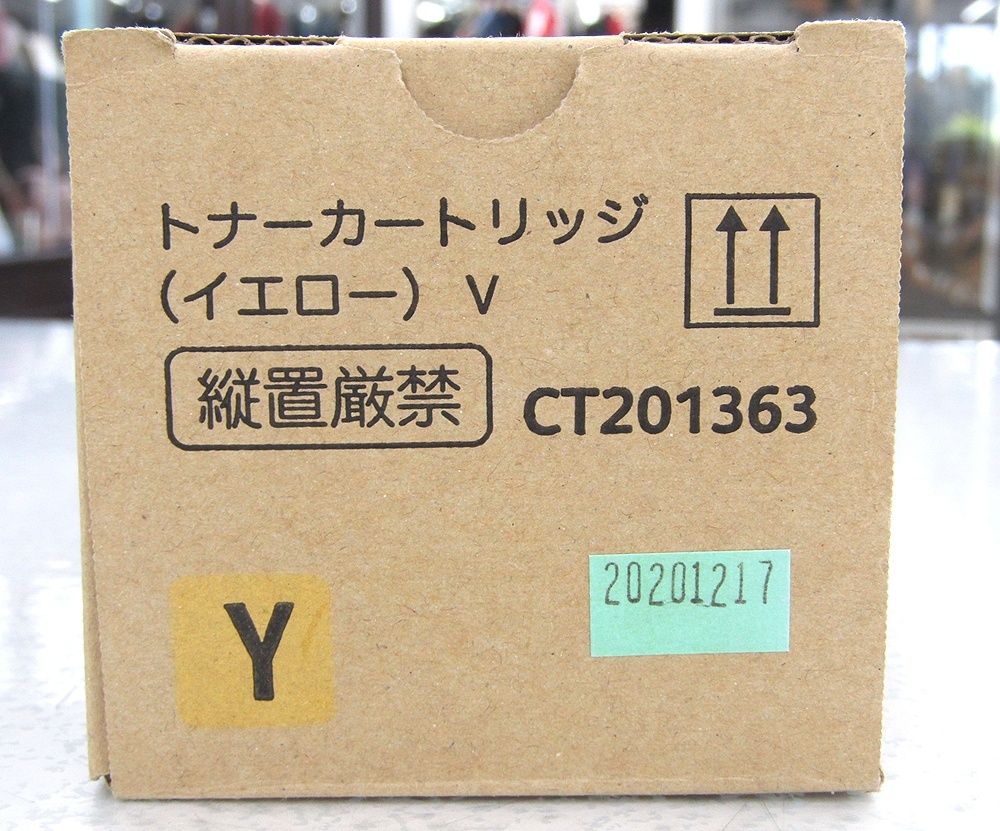 トナーカートリッジ
(イエロー) V
縦置厳禁
CT201363
20201217
Y